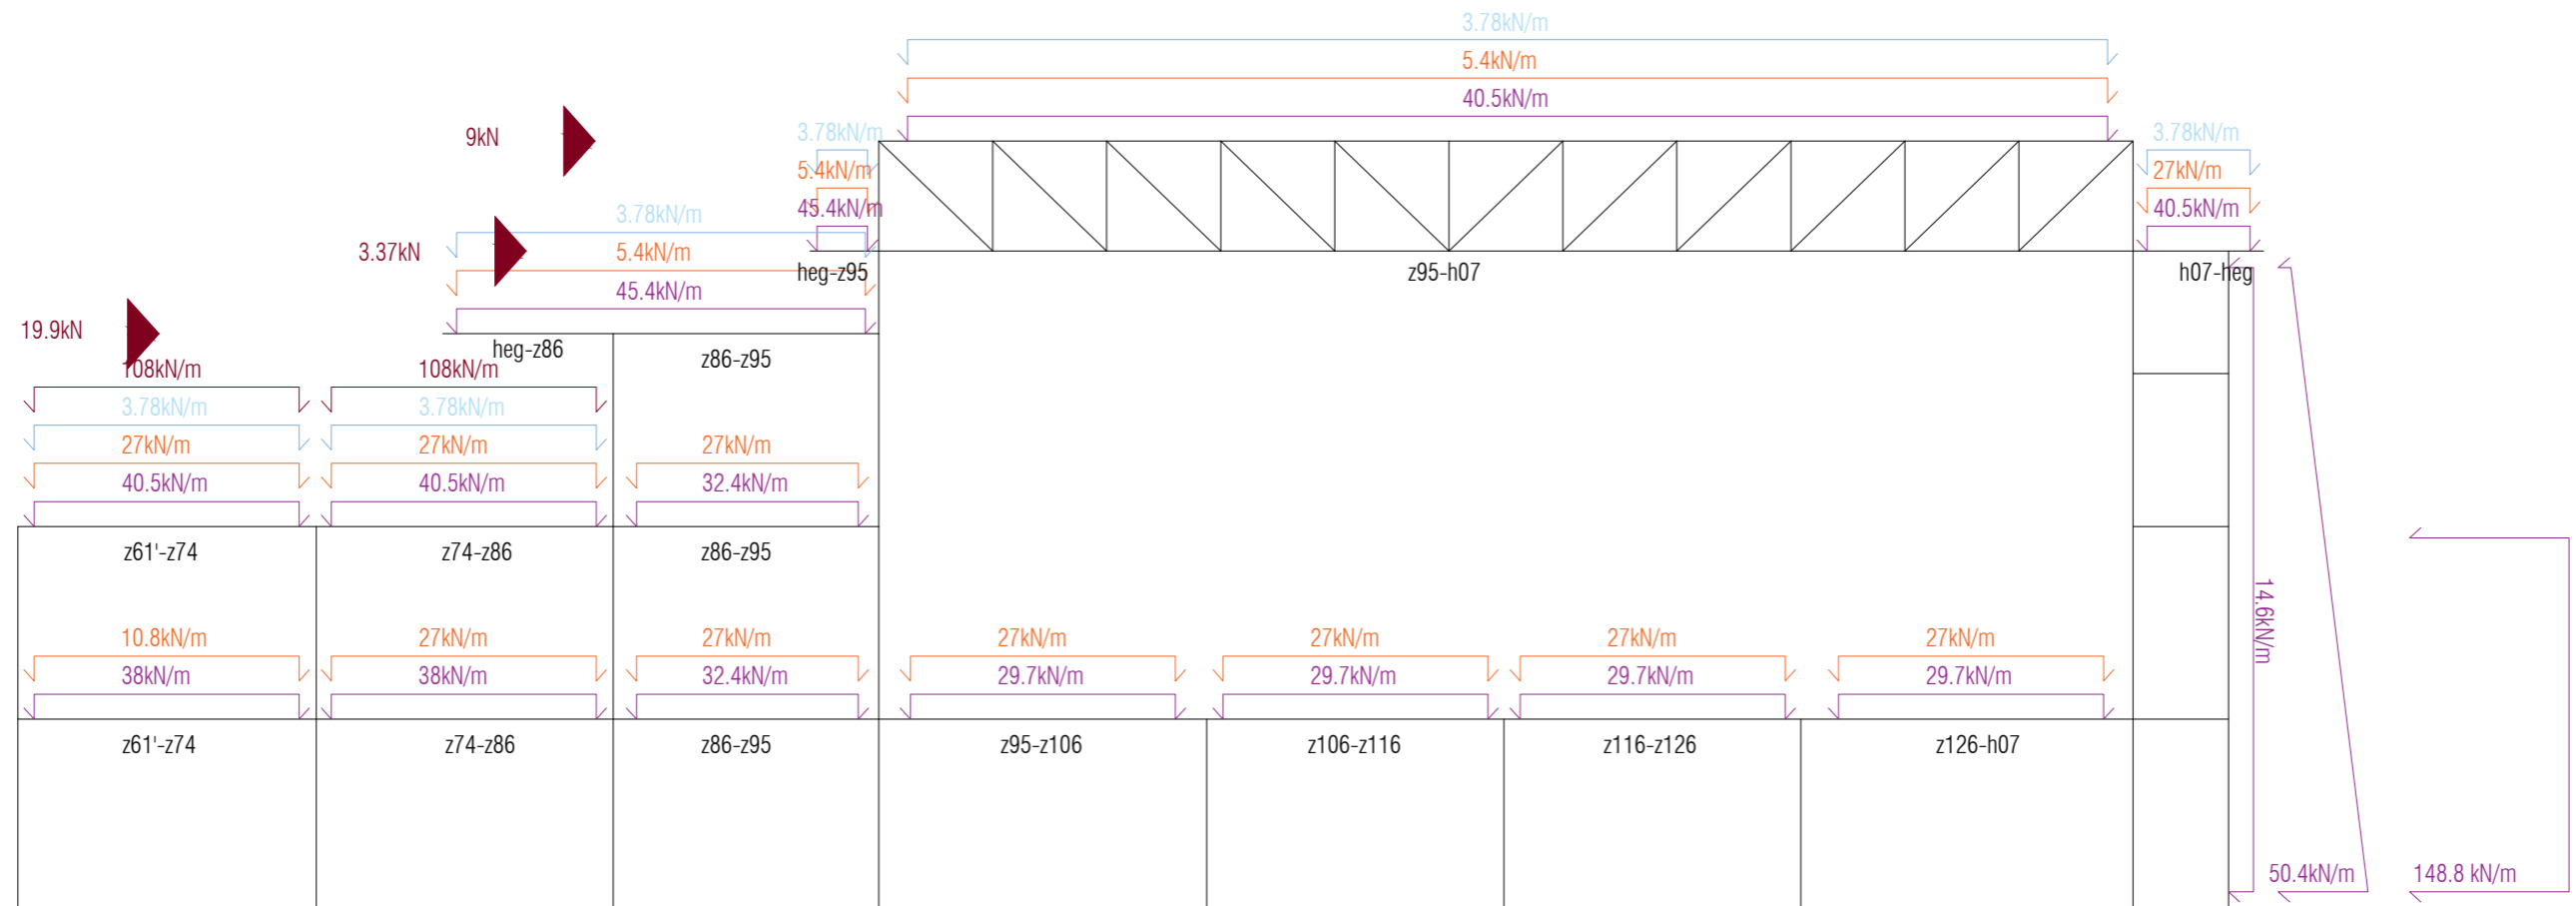 3.78kN/m
5.4kN/m
40.5kN/m
9kN
3.78kN/m
5.4kN/m
45.4kN/m
3.78kN/m
27kN/m
40.5kN/m
3.37kN
3.78kN/m
5.4kN/m
45.4kN/m
heg-z95
z95-h07
h07-heg
19.9kN
heg-z86
z86-z95
108kN/m
3.78kN/m
27kN/m
40.5kN/m
108kN/m
3.78kN/m
27kN/m
40.5kN/m
27kN/m
32.4kN/m
z61'-z74
z74-z86
z86-z95
14.6kN/m
10.8kN/m
38kN/m
27kN/m
38kN/m
27kN/m
32.4kN/m
27kN/m
29.7kN/m
27kN/m
29.7kN/m
27kN/m
29.7kN/m
27kN/m
29.7kN/m
z61'-z74
z74-z86
z86-z95
z95-z106
z106-z116
z116-z126
z126-h07
50.4kN/m
148.8 kN/m